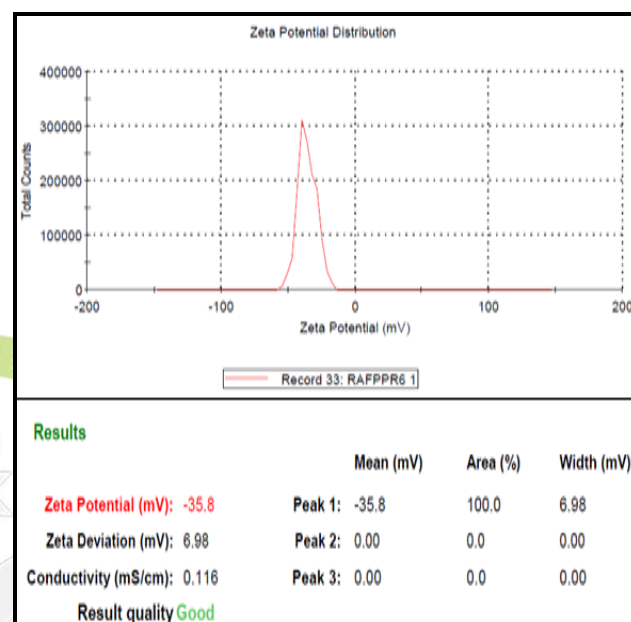 Zeta Potential Distribution
400000
300000
200000
100000
0
-200 -100 0 100 200
Total Counts
Zeta Potential (mV)
Record 33: RAFPPR6 1
Results
Mean (mV) Area (%) Width (mV)
Zeta Potential (mV): -35.8 Peak 1: -35.8 100.0 6.98
Zeta Deviation (mV): 6.98 Peak 2: 0.00 0.0 0.00
Conductivity (mS/cm): 0.116 Peak 3: 0.00 0.0 0.00
Result quality Good